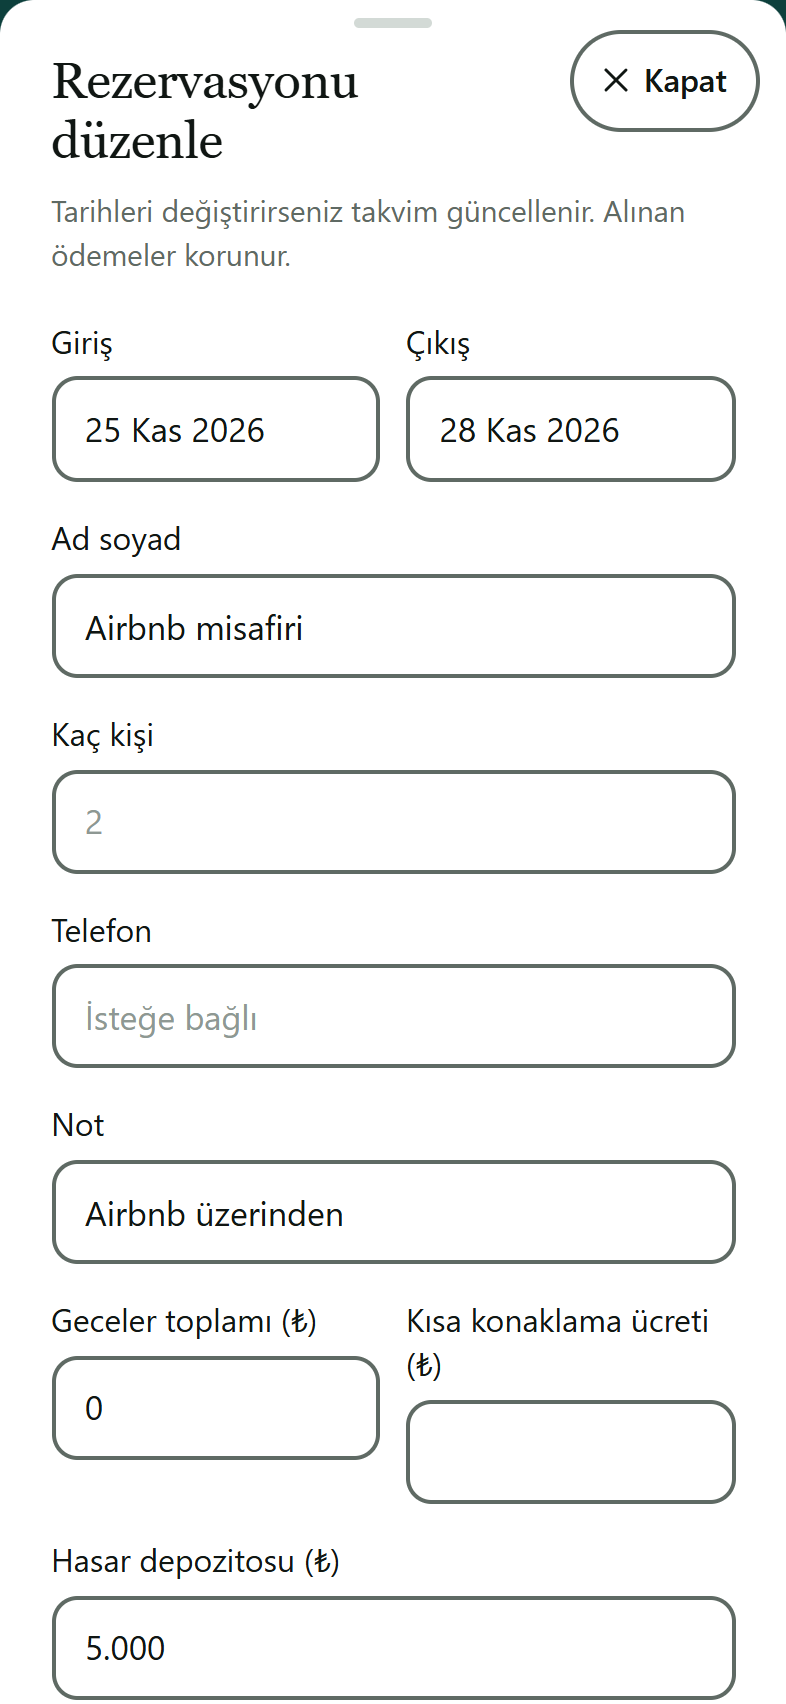 Rezervasyonu
düzenle
Kapat
Tarihleri değiştirirseniz takvim güncellenir. Alınan
ödemeler korunur.
Giriş
Çıkış
25 Kas 2026
28 Kas 2026
Ad soyad
Airbnb misafiri
Kaç kişi
2
Telefon
İsteğe bağlı
Not
Airbnb üzerinden
Geceler toplamı (₺)
Kısa konaklama ücreti
(₺)
0
Hasar depozitosu (₺)
5.000